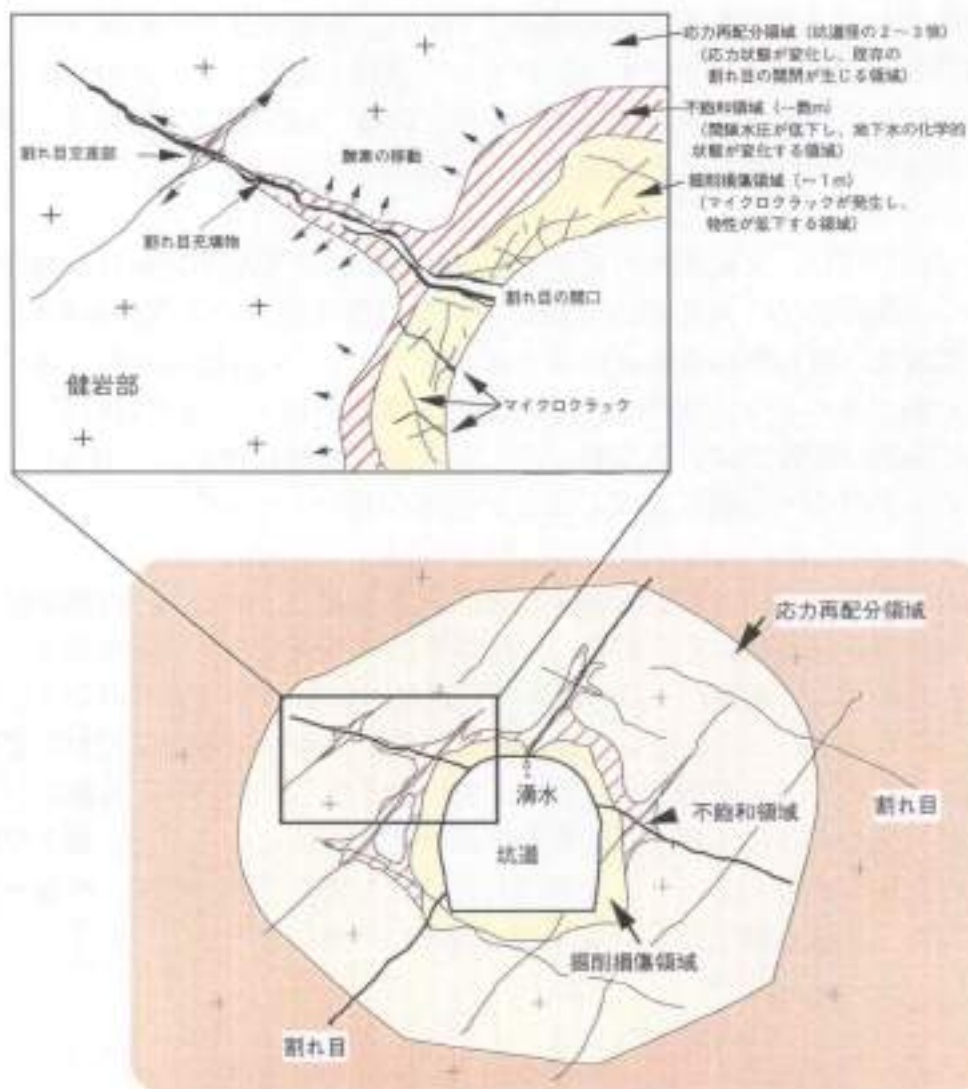 応力再配分領域（坑道径の2～3倍）
（応力状態が変化し、既存の
割れ目の開閉が生じる領域）
不飽和領域（～数m）
（間隙水圧が低下し、地下水の化学的
状態が変化する領域）
掘削損傷領域（～1m）
（マイクロクラックが発生し、
物性が低下する領域）
割れ目交差部
酸素の移動
割れ目充填物
割れ目の開口
健岩部
マイクロクラック
応力再配分領域
滴水
不飽和領域
割れ目
坑道
掘削損傷領域
割れ目